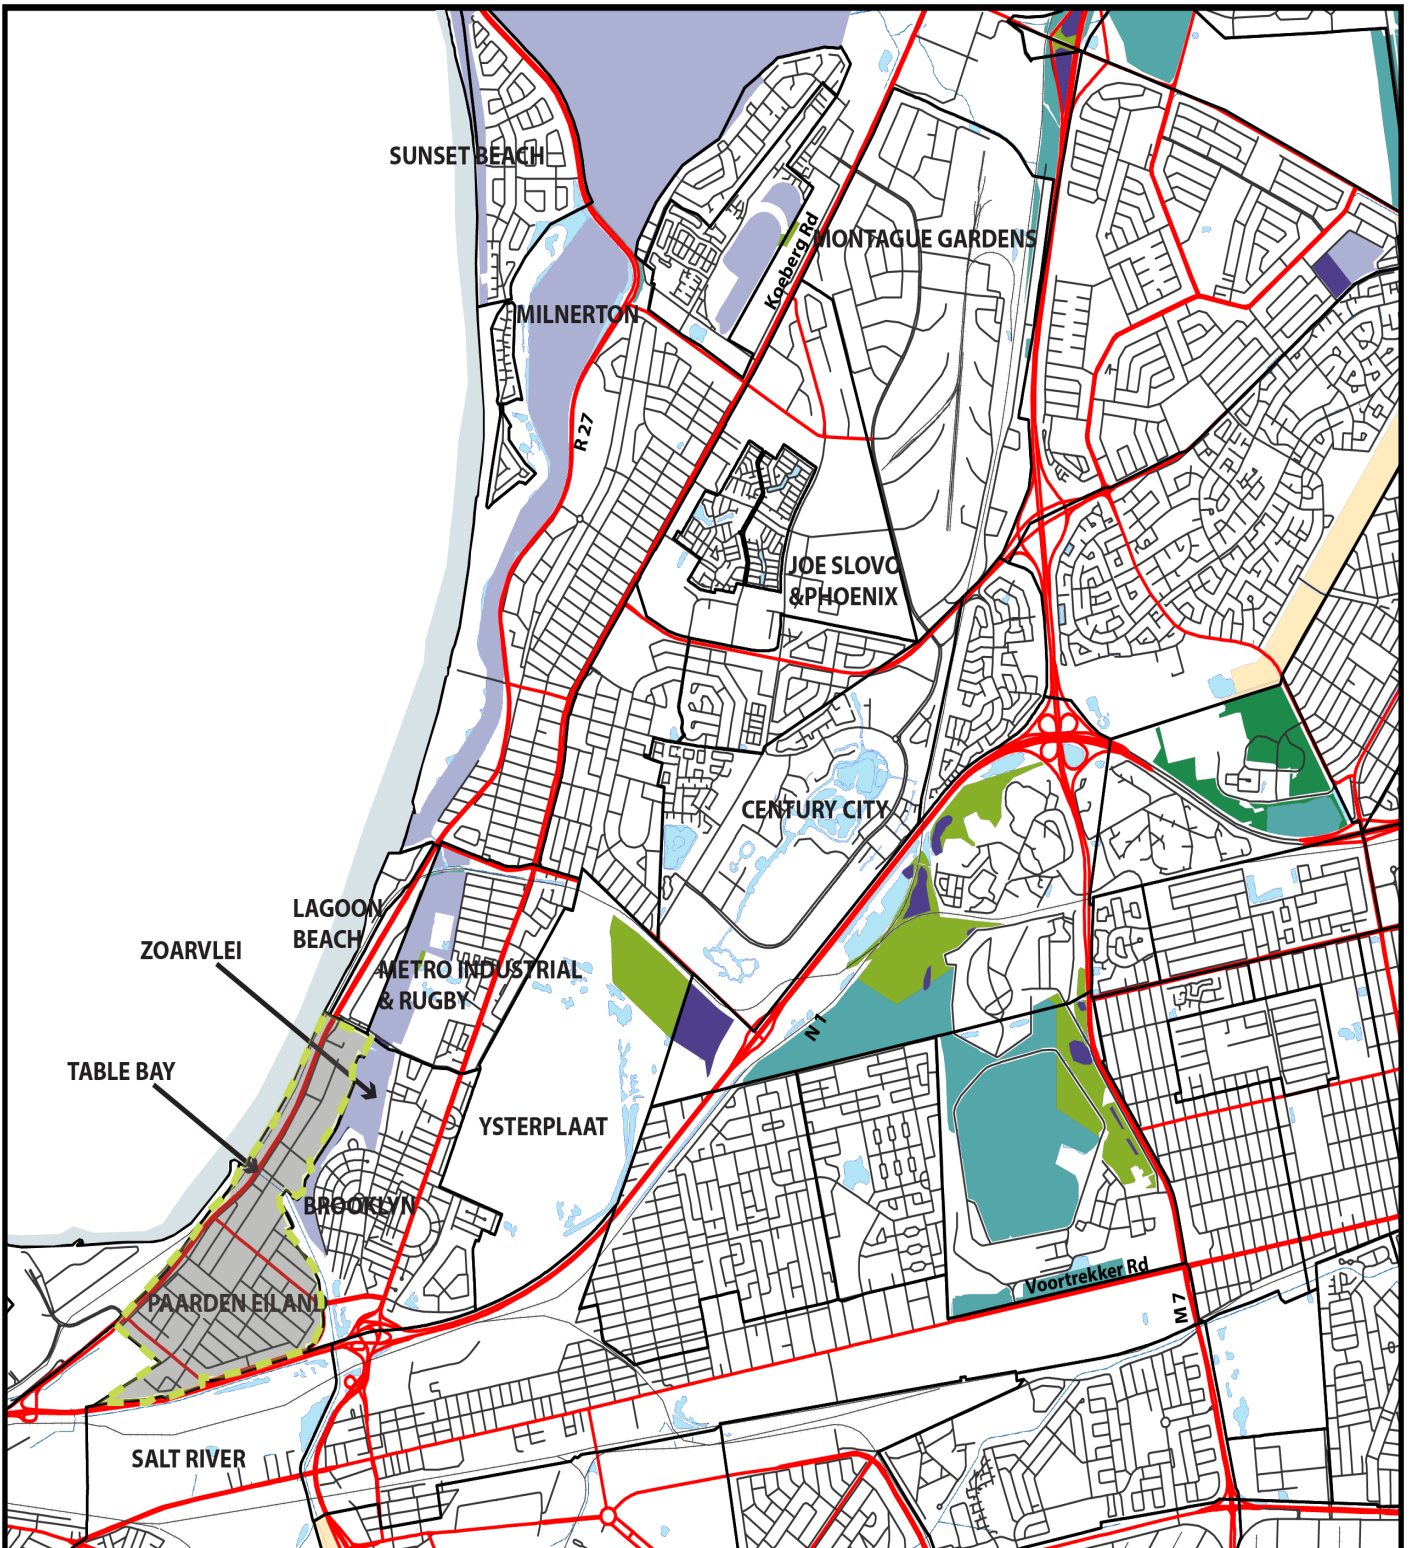 SUNSET BEACH
MONTAGUE GARDENS
Koeberg Rd
MILNERTON
R 27
JOE SLOVO
&PHOENIX
CENTURY CITY
LAGOON
BEACH
ZOARVLEI
METRO INDUSTRIAL
& RUGBY
N 1
TABLE BAY
YSTERPLAAT
BROOKLYN
Voortrekker Rd
PAARDEN EILAND
M 7
SALT RIVER